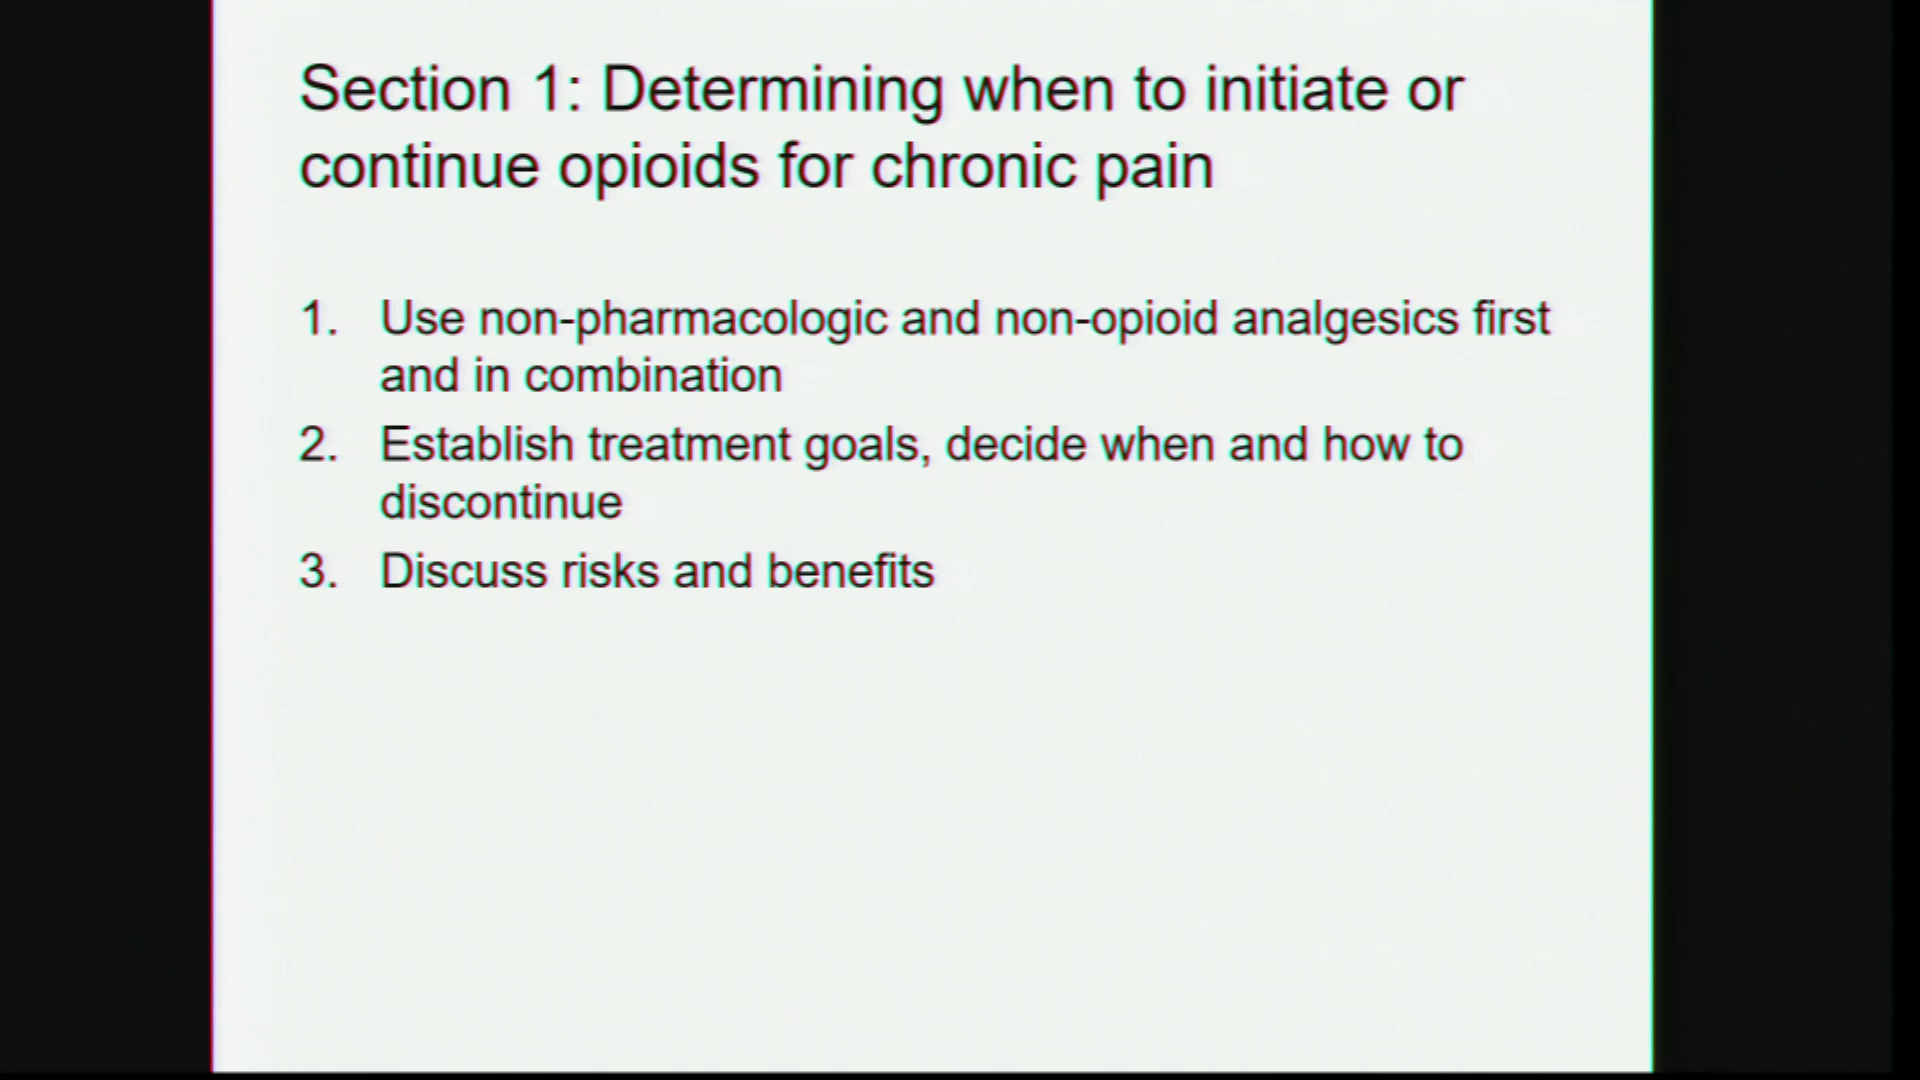 Section 1: Determining when to initiate or
continue opioids for chronic pain
1. Use non-pharmacologic and non-opioid analgesics first
and in combination
2. Establish treatment goals, decide when and how to
discontinue
3. Discuss risks and benefits